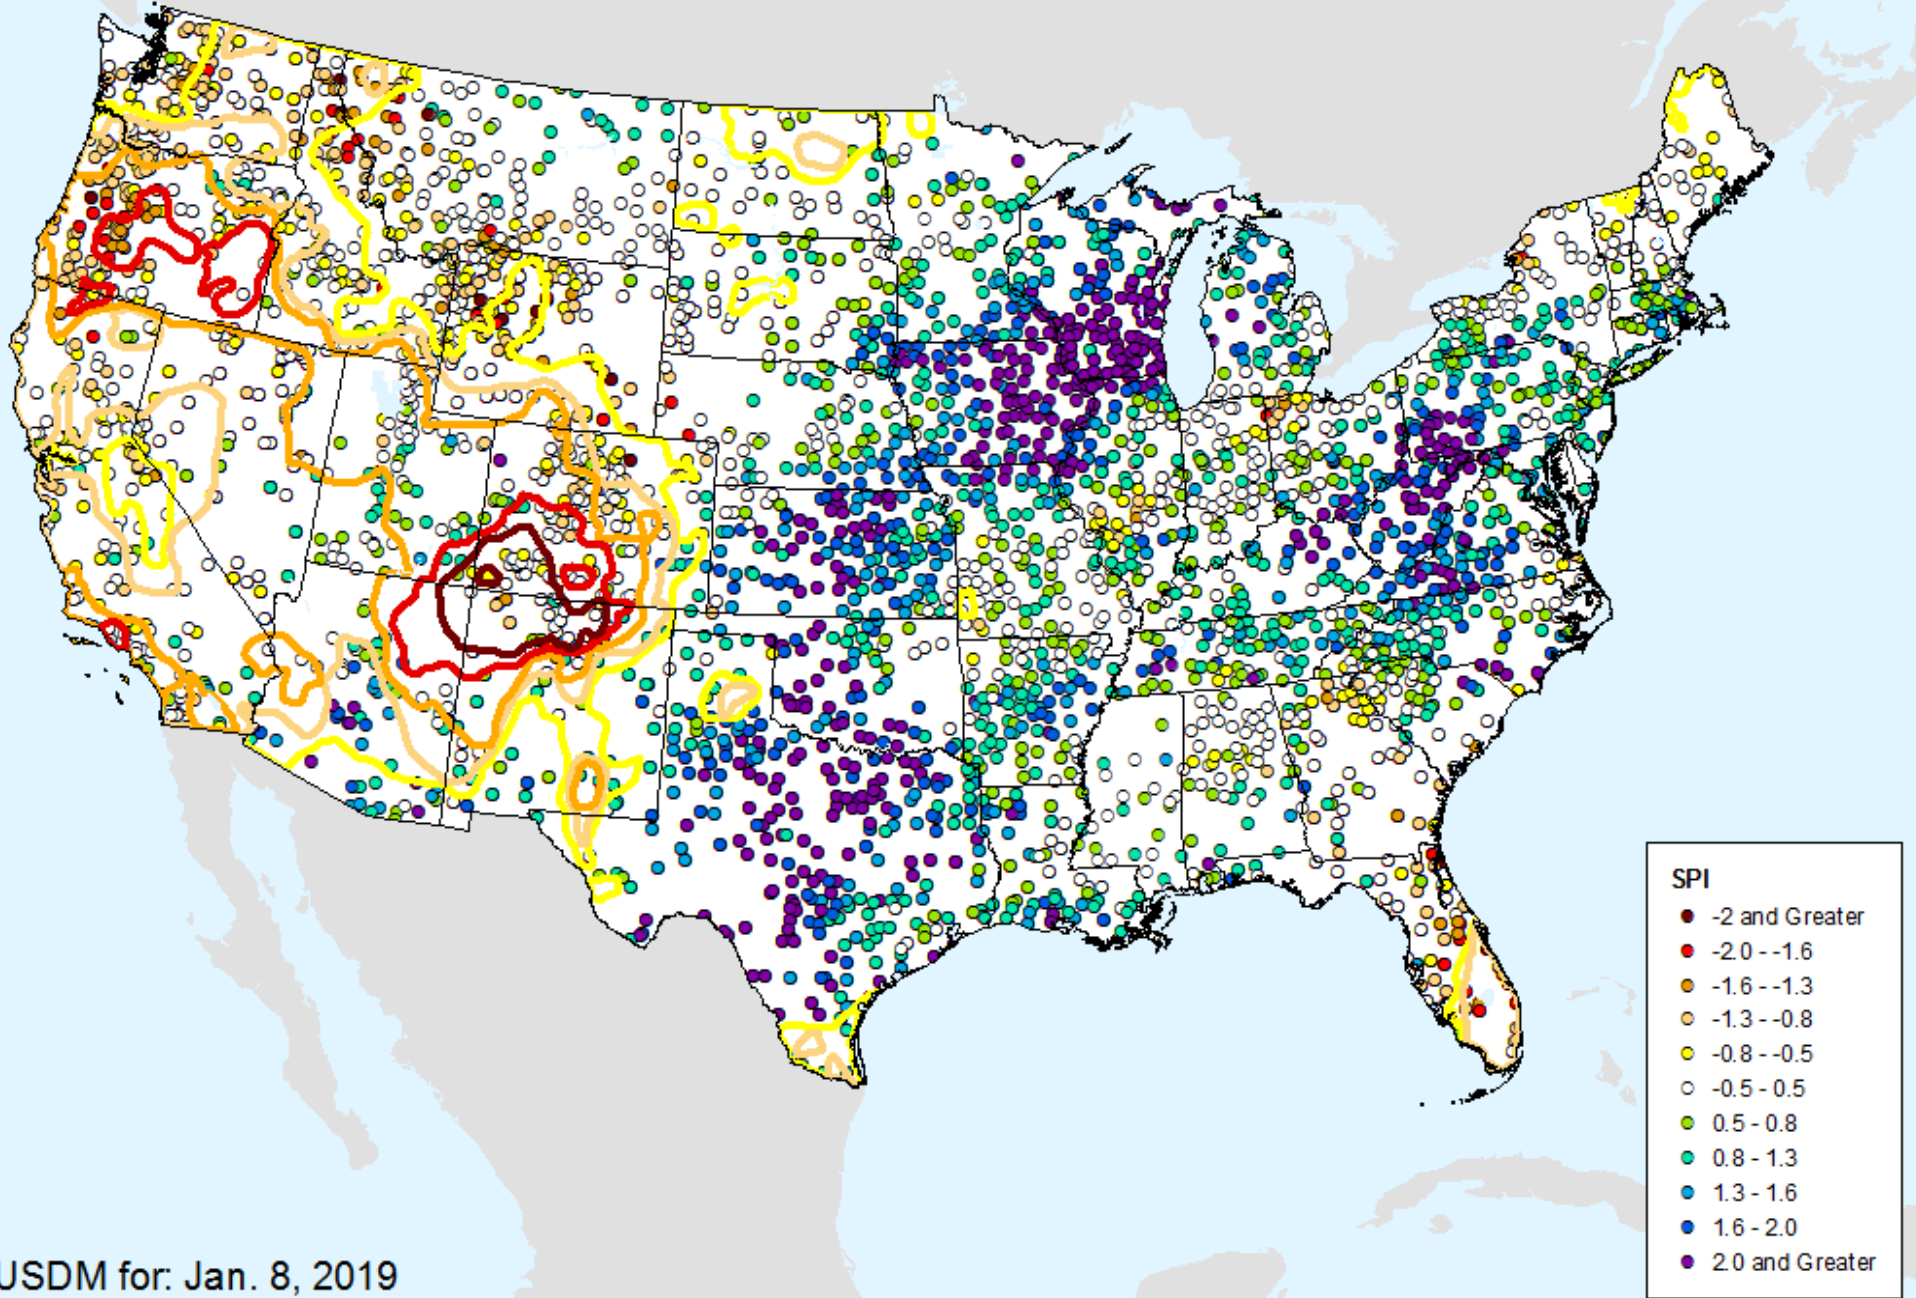 SPI
-2 and Greater
-2.0 - -1.6
-1.6 - -1.3
-1.3 - -0.8
-0.8 - -0.5
-0.5 - 0.5
0.5 - 0.8
0.8 - 1.3
1.3 - 1.6
1.6 - 2.0
2.0 and Greater
USDM for: Jan. 8, 2019